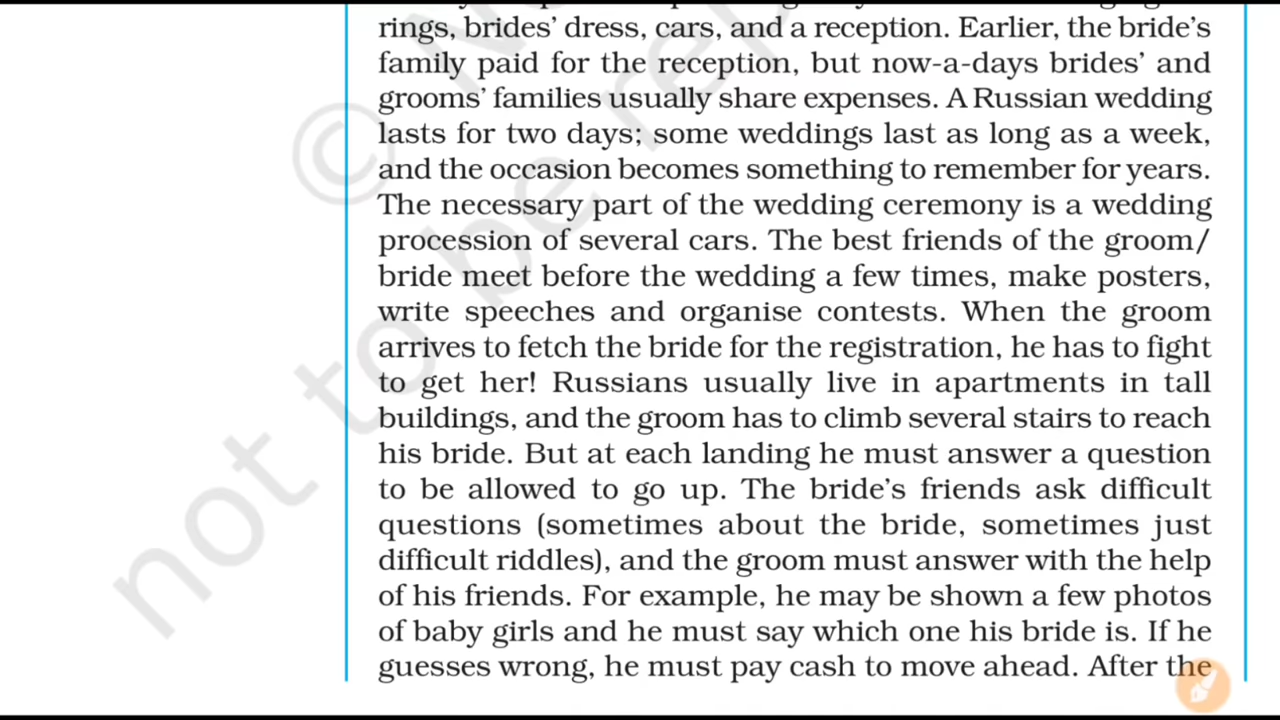 rings, brides’ dress, cars, and a reception. Earlier, the bride’s
family paid for the reception, but now-a-days brides’ and
grooms’ families usually share expenses. A Russian wedding
lasts for two days; some weddings last as long as a week,
and the occasion becomes something to remember for years.
The necessary part of the wedding ceremony is a wedding
procession of several cars. The best friends of the groom/
bride meet before the wedding a few times, make posters,
write speeches and organise contests. When the groom
arrives to fetch the bride for the registration, he has to fight
to get her! Russians usually live in apartments in tall
buildings, and the groom has to climb several stairs to reach
his bride. But at each landing he must answer a question
to be allowed to go up. The bride’s friends ask difficult
questions (sometimes about the bride, sometimes just
difficult riddles), and the groom must answer with the help
of his friends. For example, he may be shown a few photos
of baby girls and he must say which one his bride is. If he
guesses wrong, he must pay cash to move ahead. After the
©
not to be